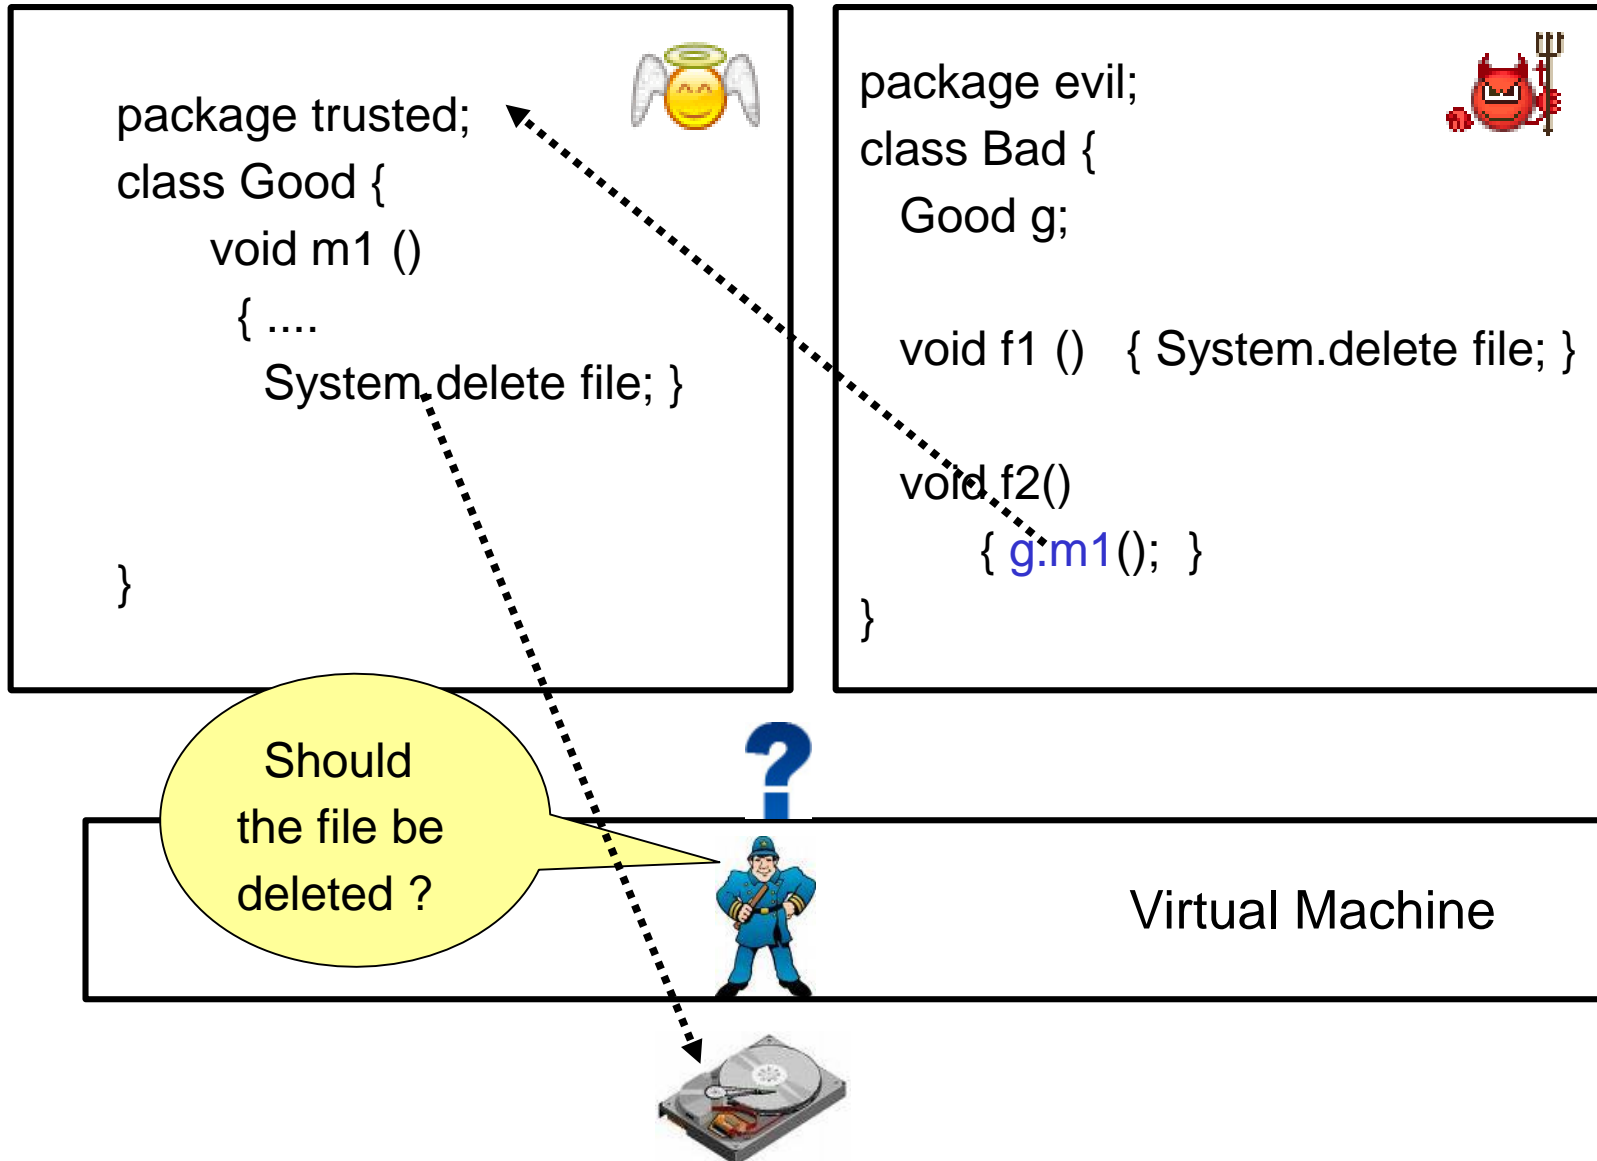 package trusted;
class Good {
void m1 ()
{ ....
System.delete file; }
}
package evil;
class Bad {
Good g;
void f1 () { System.delete file; }
void f2()
{ g.m1(); }
}
Should
the file be
deleted ?
Virtual Machine